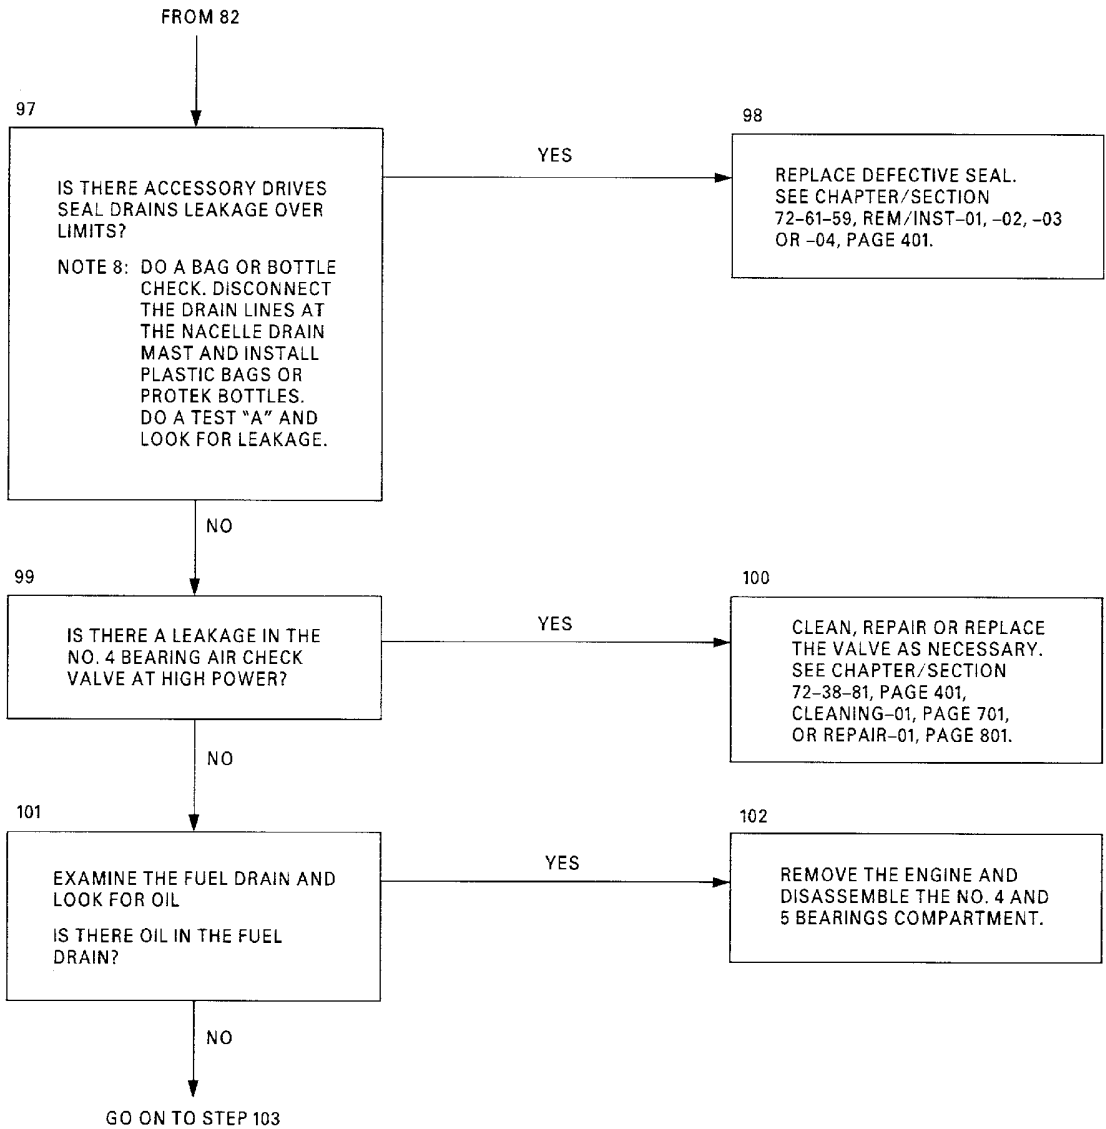 FROM 82
97
IS THERE ACCESSORY DRIVES
SEAL DRAINS LEAKAGE OVER
LIMITS?
NOTE 8: DO A BAG OR BOTTLE
CHECK. DISCONNECT
THE DRAIN LINES AT
THE NACELLE DRAIN
MAST AND INSTALL
PLASTIC BAGS OR
PROTEK BOTTLES.
DO A TEST "A" AND
LOOK FOR LEAKAGE.
YES
98
REPLACE DEFECTIVE SEAL.
SEE CHAPTER/SECTION
72-61-59, REM/INST-01, -02, -03
OR -04, PAGE 401.
NO
99
IS THERE A LEAKAGE IN THE
NO. 4 BEARING AIR CHECK
VALVE AT HIGH POWER?
YES
100
CLEAN, REPAIR OR REPLACE
THE VALVE AS NECESSARY.
SEE CHAPTER/SECTION
72-38-81, PAGE 401,
CLEANING-01, PAGE 701,
OR REPAIR-01, PAGE 801.
NO
101
EXAMINE THE FUEL DRAIN AND
LOOK FOR OIL
IS THERE OIL IN THE FUEL
DRAIN?
YES
102
REMOVE THE ENGINE AND
DISASSEMBLE THE NO. 4 AND
5 BEARINGS COMPARTMENT.
NO
GO ON TO STEP 103